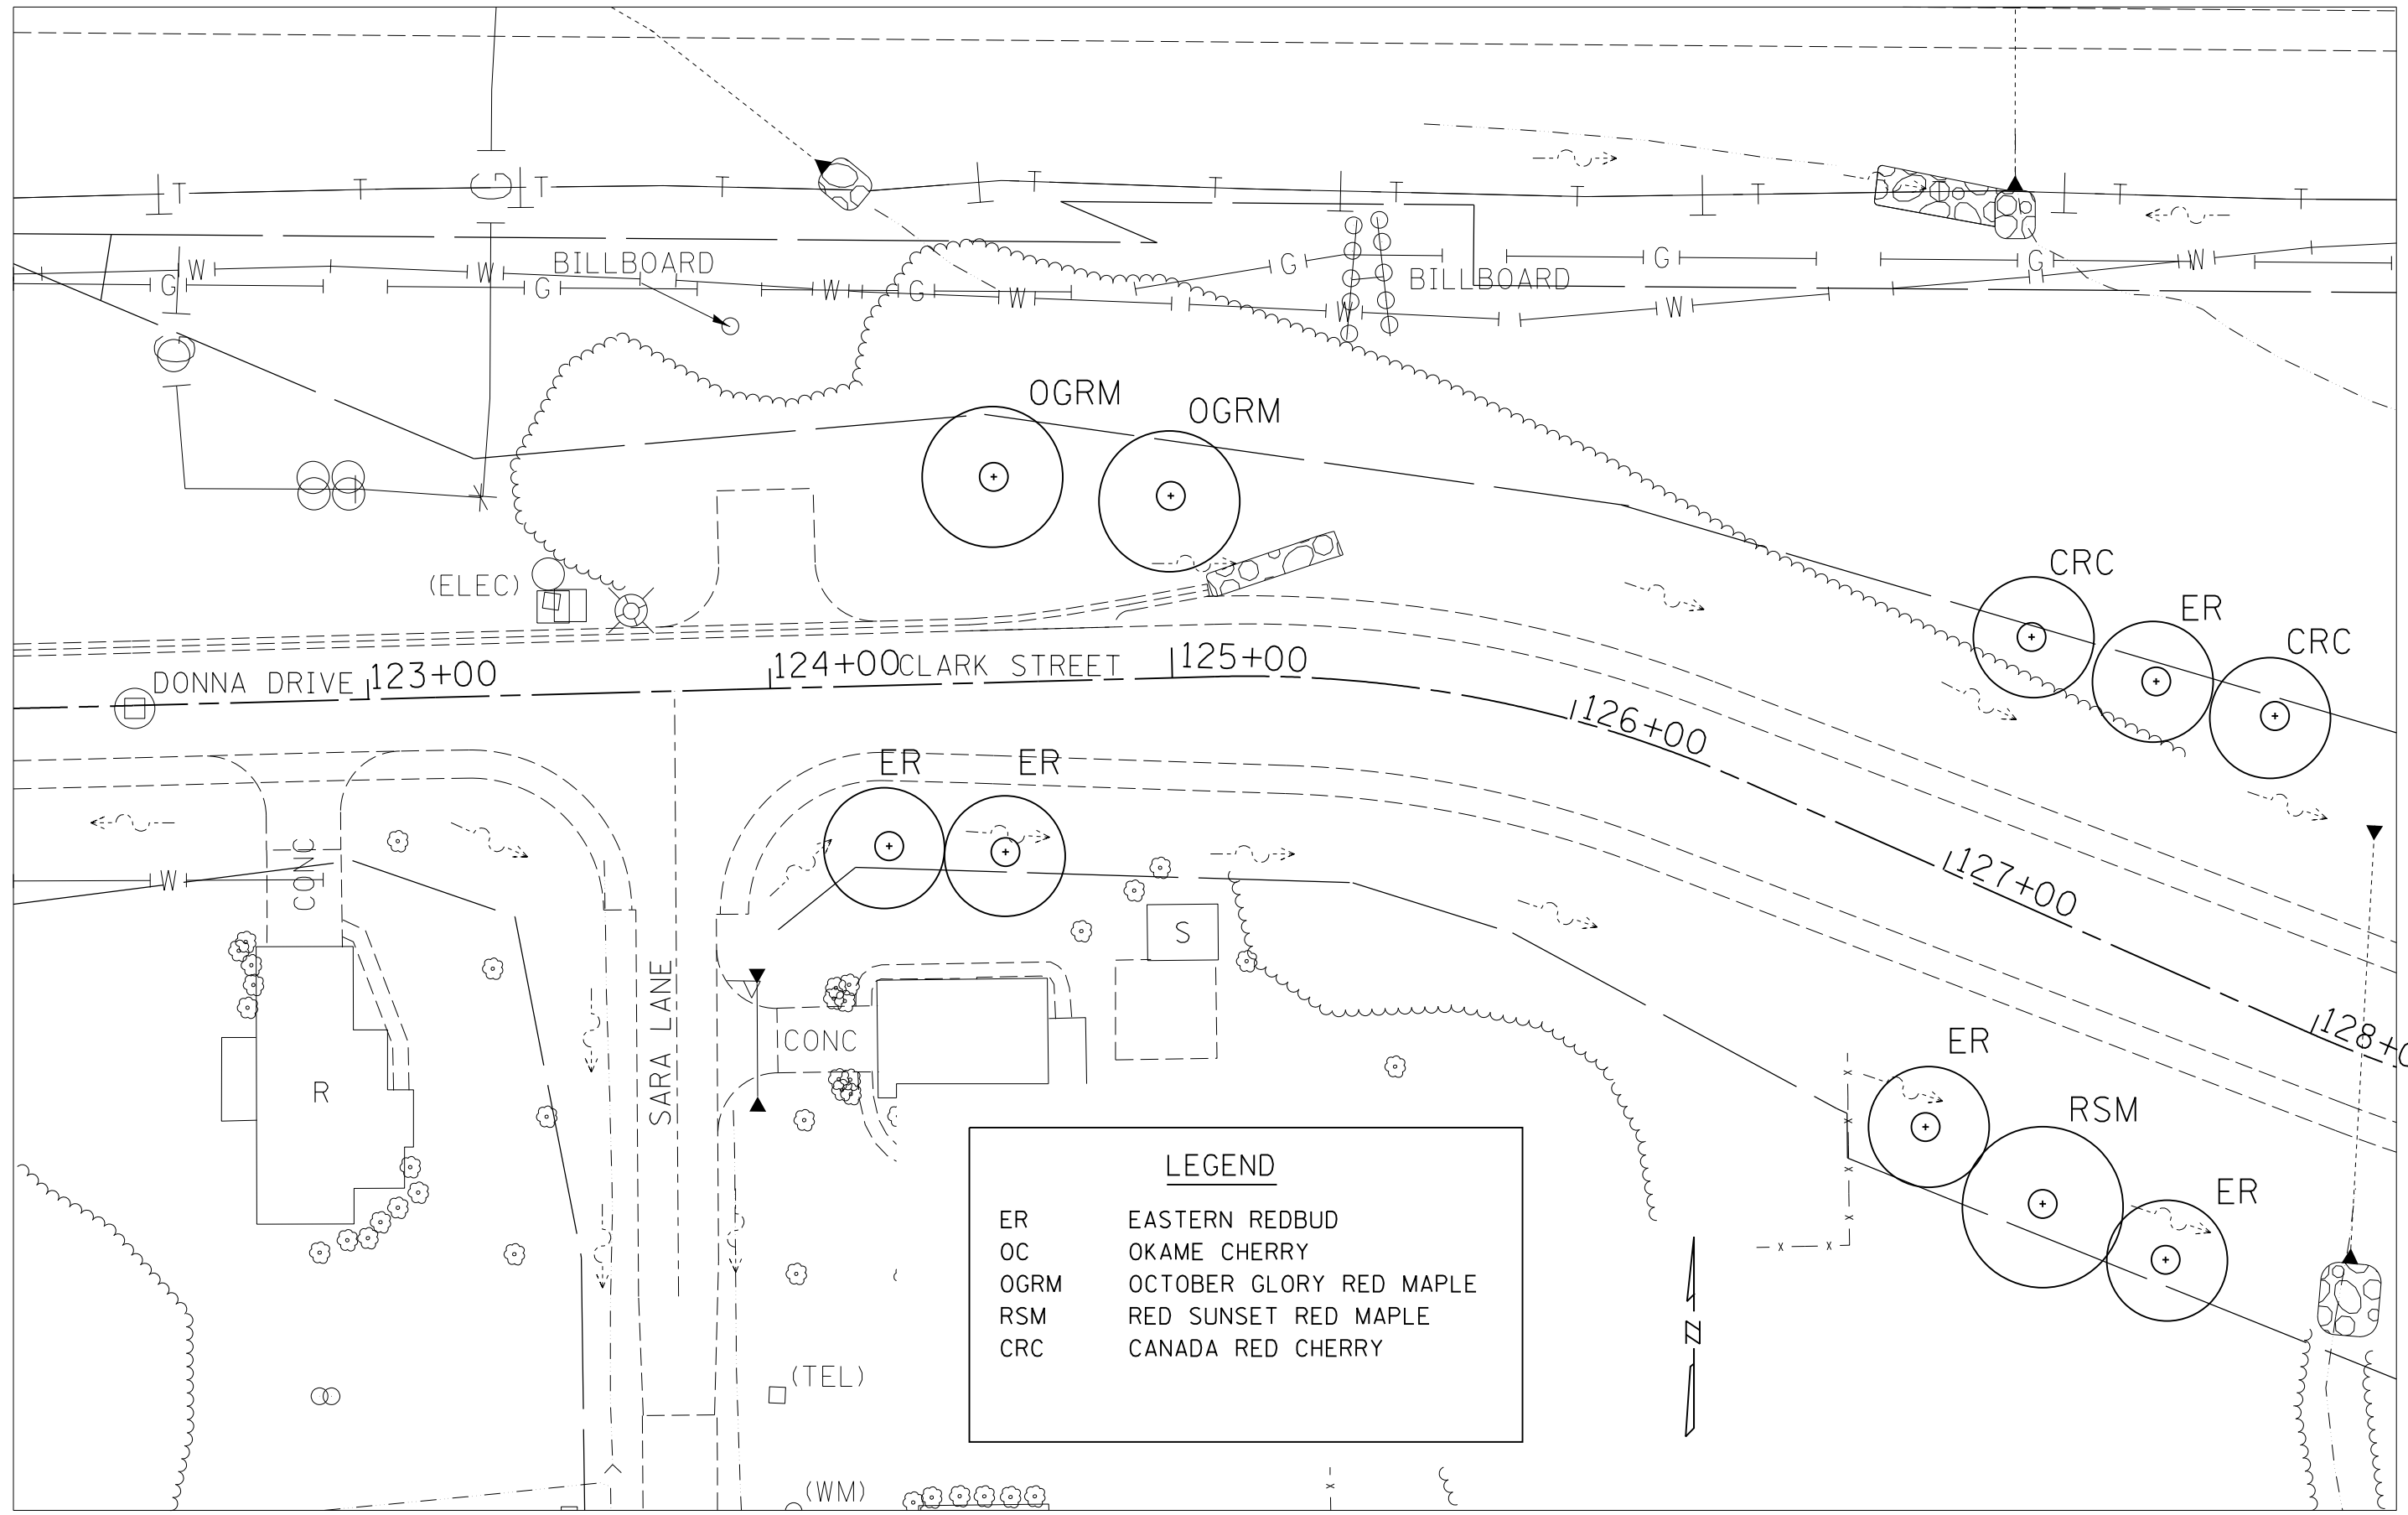 T T T T T T T T T T T
G
BILLBOARD
W W W W W W W
G G G G G G
BILLBOARD
OGRM
OGRM
(ELEC)
CRC
ER
CRC
DONNA DRIVE
123+00
124+00
CLARK STREET
125+00
126+00
127+00
ER
ER
CONC
W
S
SARA LANE
CONC
R
ER
RSM
ER
LEGEND
ER EASTERN REDBUD
OC OKAME CHERRY
OGRM OCTOBER GLORY RED MAPLE
RSM RED SUNSET RED MAPLE
CRC CANADA RED CHERRY
N
(TEL)
(WM)